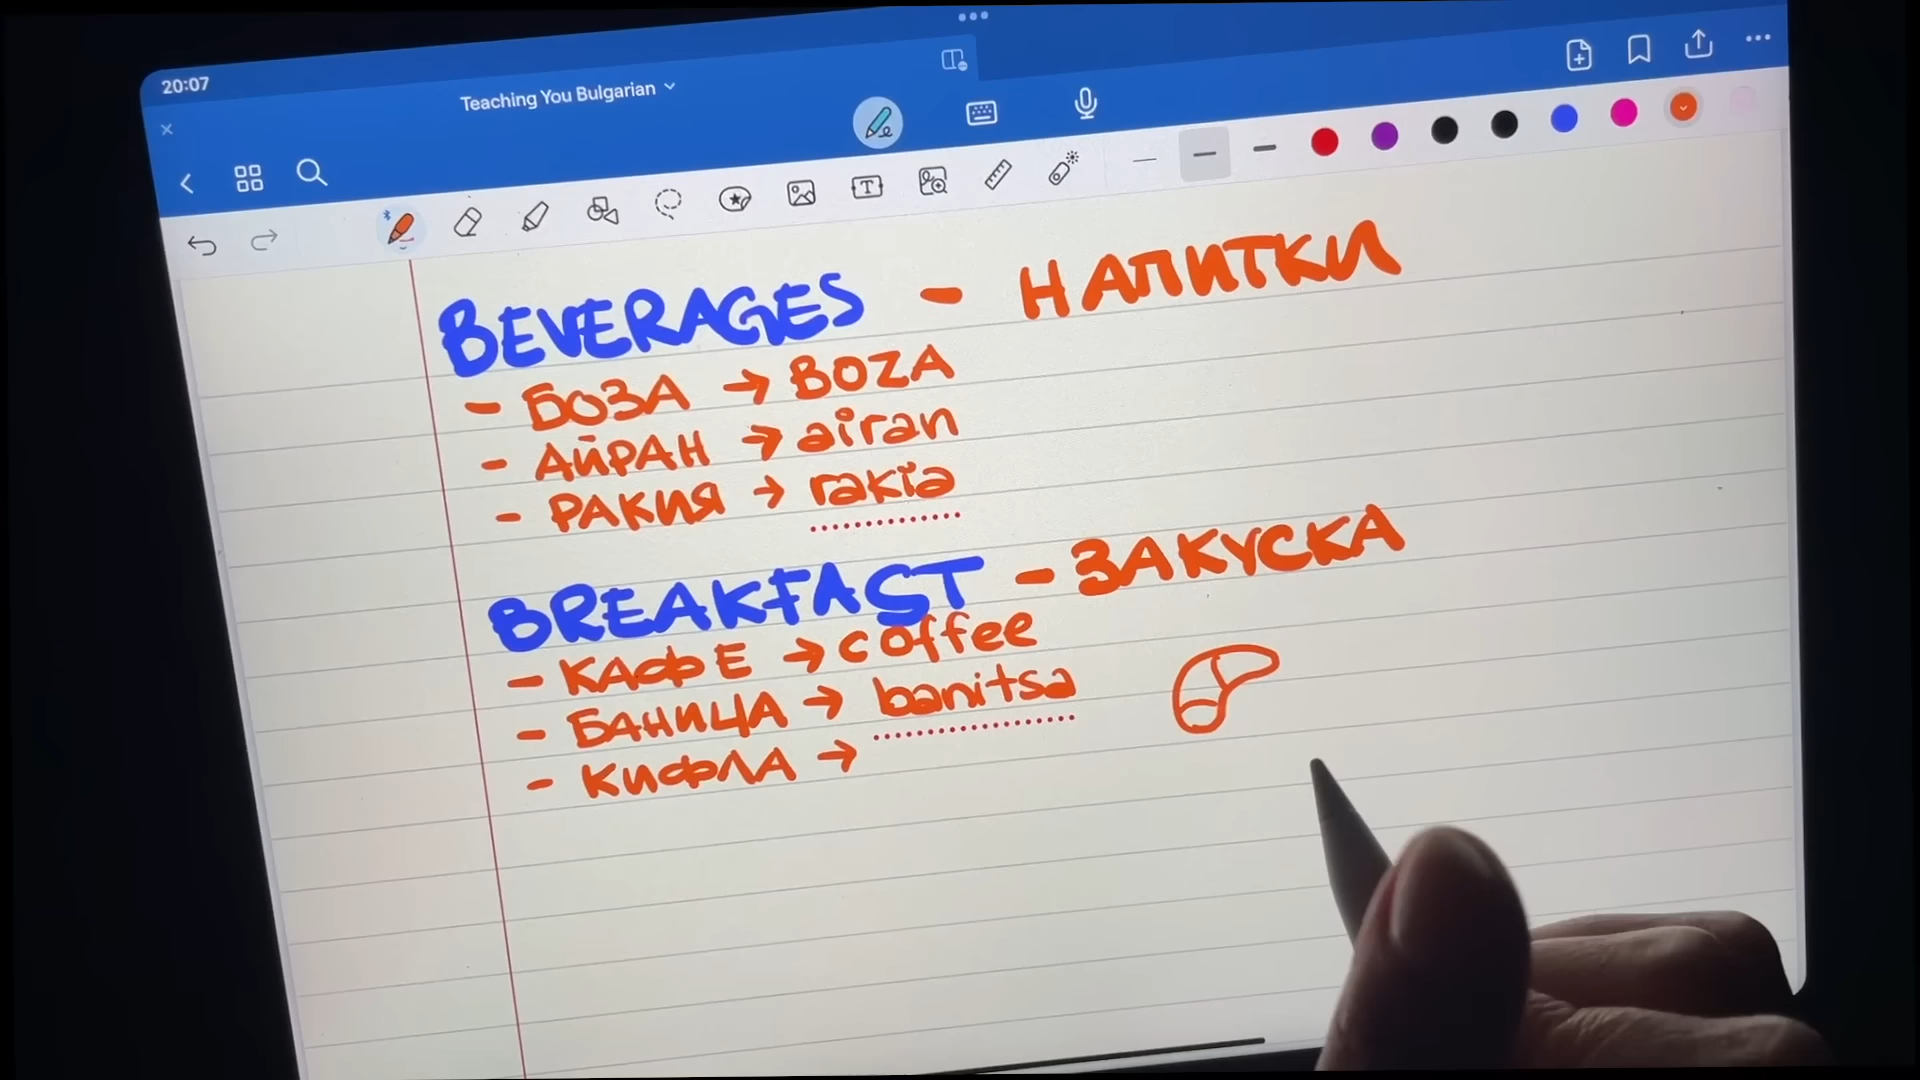 20:07
Teaching You Bulgarian
BEVERAGES - НАПИТКИ
- БОЗА → BOZA
- АЙРАН → airan
- РАКИЯ → rakia
BREAKFAST - ЗАКУСКА
- КАФЕ → coffee
- БАНИЦА → banitsa
- КИФЛА →